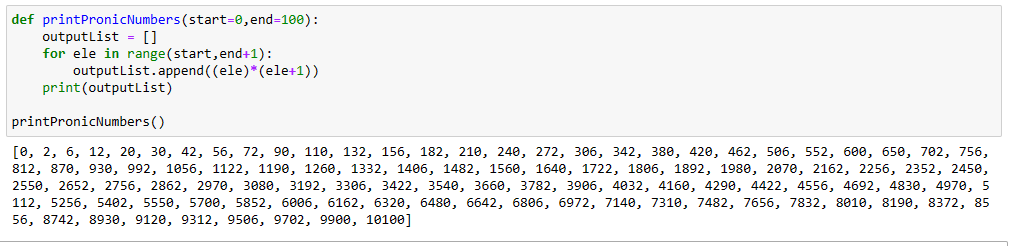 def printPronicNumbers(start=0,end=100):
    outputList = []
    for ele in range(start,end+1):
        outputList.append((ele)*(ele+1))
    print(outputList)

printPronicNumbers()
[0, 2, 6, 12, 20, 30, 42, 56, 72, 90, 110, 132, 156, 182, 210, 240, 272, 306, 342, 380, 420, 462, 506, 552, 600, 650, 702, 756,
812, 870, 930, 992, 1056, 1122, 1190, 1260, 1332, 1406, 1482, 1560, 1640, 1722, 1806, 1892, 1980, 2070, 2162, 2256, 2352, 2450,
2550, 2652, 2756, 2862, 2970, 3080, 3192, 3306, 3422, 3540, 3660, 3782, 3906, 4032, 4160, 4290, 4422, 4556, 4692, 4830, 4970, 5
112, 5256, 5402, 5550, 5700, 5852, 6006, 6162, 6320, 6480, 6642, 6806, 6972, 7140, 7310, 7482, 7656, 7832, 8010, 8190, 8372, 85
56, 8742, 8930, 9120, 9312, 9506, 9702, 9900, 10100]